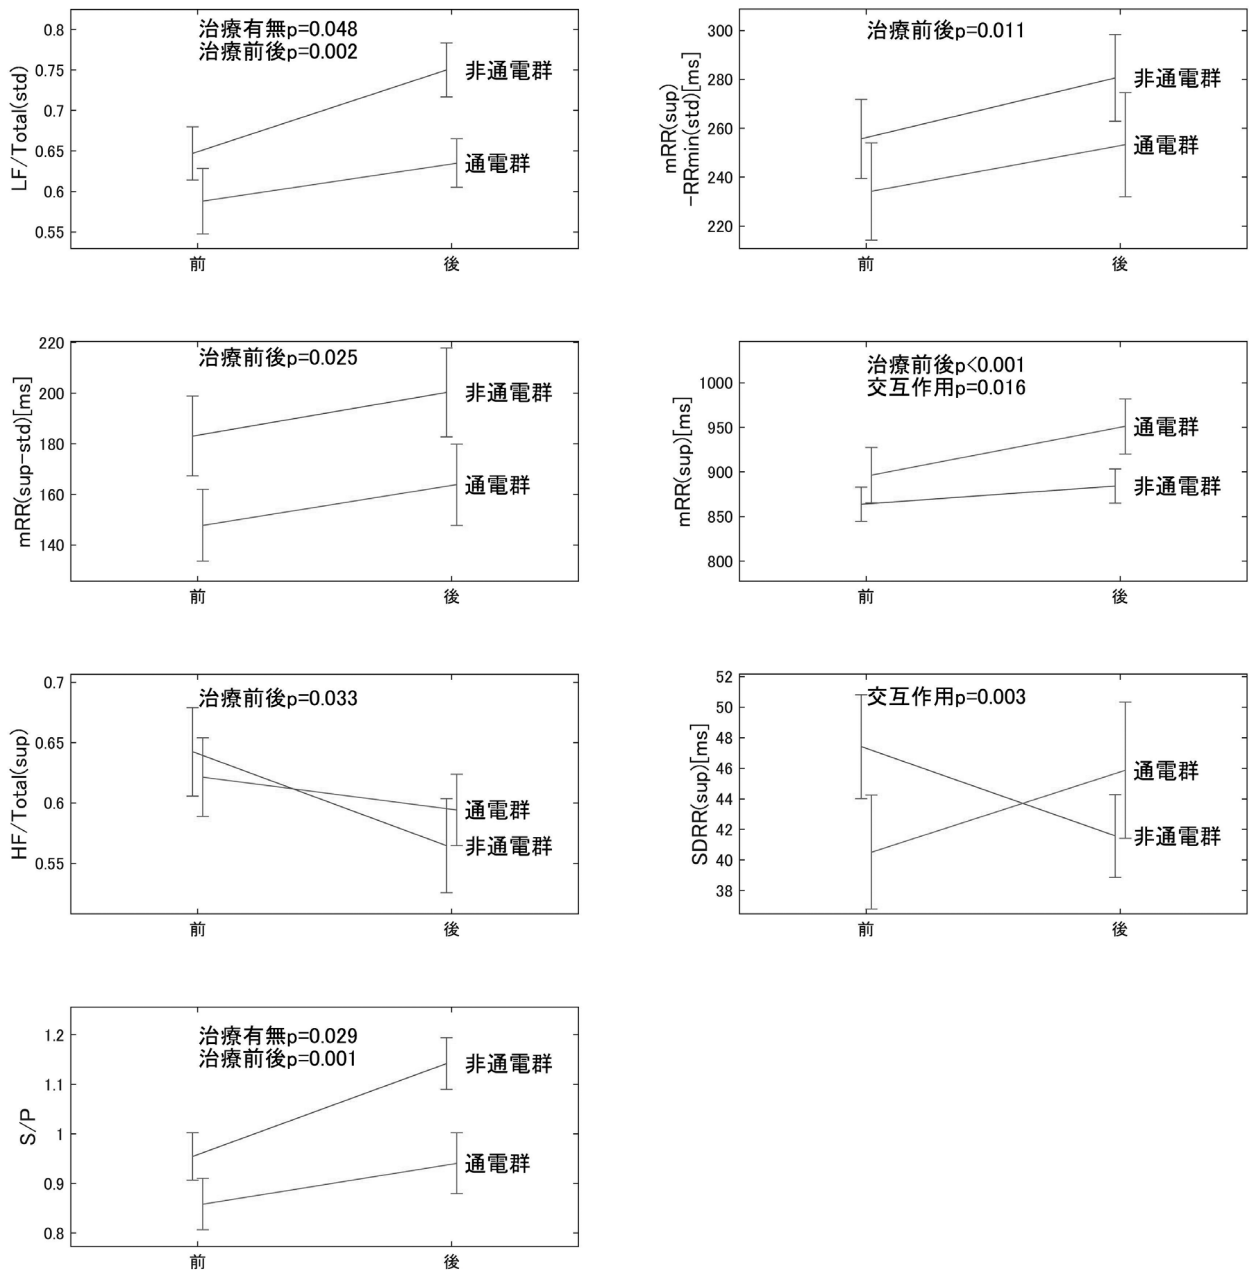 治療有無p=0.048
治療前後p=0.002
LF/Total(std)
0.8
0.75
0.7
0.65
0.6
0.55
非通電群
通電群
前
後
治療前後p=0.011
mRR(sup)
-RRmin(std)[ms]
300
280
260
240
220
非通電群
通電群
前
後
治療前後p=0.025
mRR(sup-std)[ms]
220
200
180
160
140
非通電群
通電群
前
後
治療前後p<0.001
交互作用p=0.016
mRR(sup)[ms]
1000
950
900
850
800
通電群
非通電群
前
後
治療前後p=0.033
HF/Total(sup)
0.7
0.65
0.6
0.55
通電群
非通電群
前
後
交互作用p=0.003
SDRR(sup)[ms]
52
50
48
46
44
42
40
38
通電群
非通電群
前
後
治療有無p=0.029
治療前後p=0.001
S/P
1.2
1.1
1
0.9
0.8
非通電群
通電群
前
後